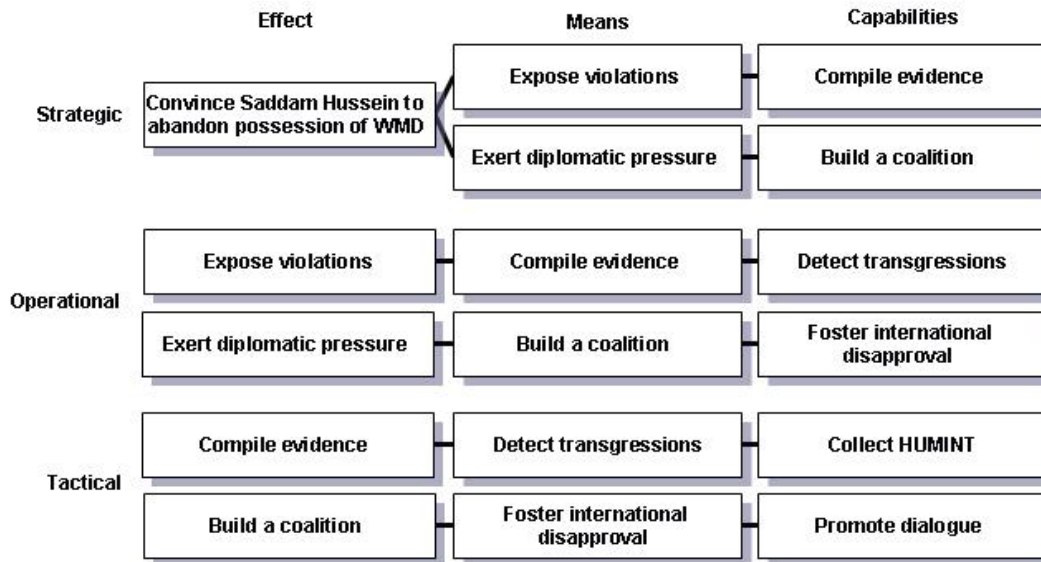 Effect
Means
Capabilities
Strategic
Convince Saddam Hussein to
abandon possession of WMD
Expose violations
Compile evidence
Exert diplomatic pressure
Build a coalition
Operational
Expose violations
Compile evidence
Detect transgressions
Exert diplomatic pressure
Build a coalition
Foster international
disapproval
Tactical
Compile evidence
Detect transgressions
Collect HUMINT
Build a coalition
Foster international
disapproval
Promote dialogue